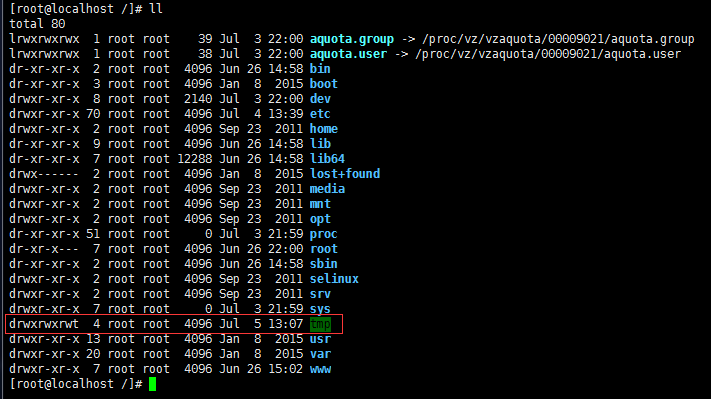 [root@localhost /]# ll
total 80
lrwxrwxrwx  1 root root    39 Jul  3 22:00 aquota.group -> /proc/vz/vzaquota/00009021/aquota.group
lrwxrwxrwx  1 root root    38 Jul  3 22:00 aquota.user -> /proc/vz/vzaquota/00009021/aquota.user
dr-xr-xr-x  2 root root  4096 Jun 26 14:58 bin
dr-xr-xr-x  3 root root  4096 Jan  8  2015 boot
drwxr-xr-x  8 root root  2140 Jul  3 22:00 dev
drwxr-xr-x 70 root root  4096 Jul  4 13:39 etc
drwxr-xr-x  2 root root  4096 Sep 23  2011 home
dr-xr-xr-x  9 root root  4096 Jun 26 14:58 lib
dr-xr-xr-x  7 root root 12288 Jun 26 14:58 lib64
drwx------  2 root root  4096 Jan  8  2015 lost+found
drwxr-xr-x  2 root root  4096 Sep 23  2011 media
drwxr-xr-x  2 root root  4096 Sep 23  2011 mnt
drwxr-xr-x  2 root root  4096 Sep 23  2011 opt
dr-xr-xr-x 51 root root     0 Jul  3 21:59 proc
dr-xr-x---  7 root root  4096 Jun 26 22:00 root
dr-xr-xr-x  2 root root  4096 Jun 26 14:58 sbin
drwxr-xr-x  2 root root  4096 Sep 23  2011 selinux
drwxr-xr-x  2 root root  4096 Sep 23  2011 srv
drwxr-xr-x  7 root root     0 Jul  3 21:59 sys
drwxrwxrwt  4 root root  4096 Jul  5 13:07 tmp
drwxr-xr-x 13 root root  4096 Jan  8  2015 usr
drwxr-xr-x 20 root root  4096 Jan  8  2015 var
drwxr-xr-x  7 root root  4096 Jun 26 15:02 www
[root@localhost /]#